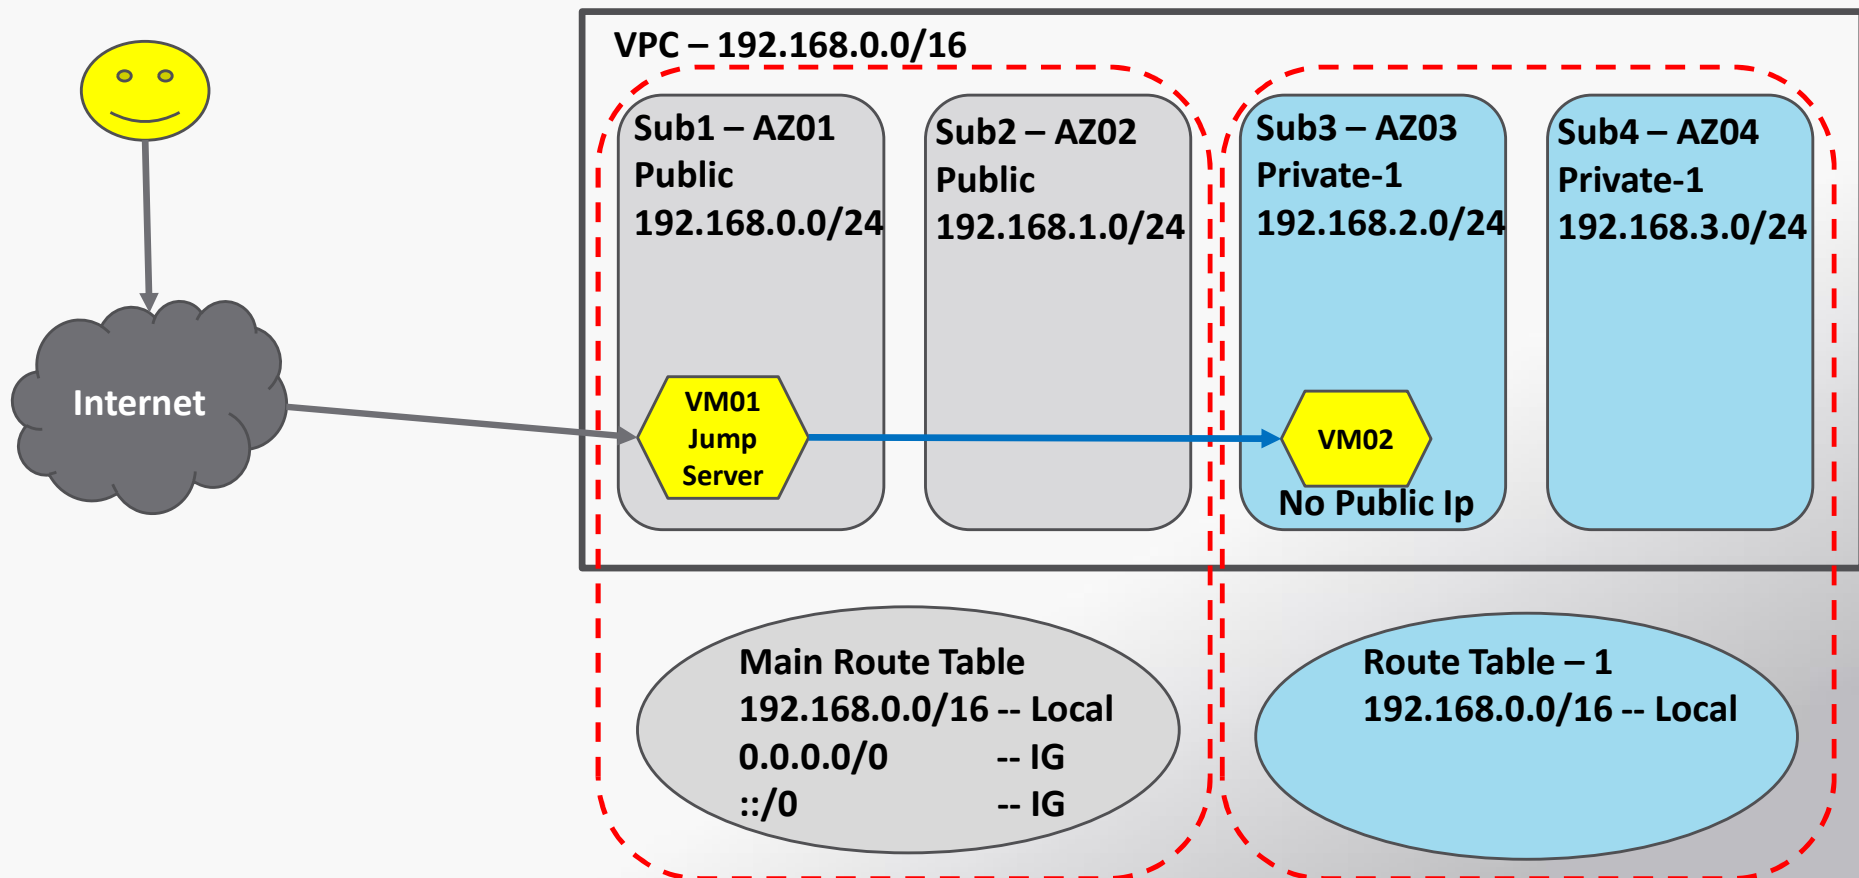 VPC – 192.168.0.0/16
Sub1 – AZ01
Public
192.168.0.0/24
Sub2 – AZ02
Public
192.168.1.0/24
Sub3 – AZ03
Private-1
192.168.2.0/24
Sub4 – AZ04
Private-1
192.168.3.0/24
Internet
VM01
Jump
Server
VM02
No Public Ip
Main Route Table
192.168.0.0/16 -- Local
0.0.0.0/0 -- IG
::/0 -- IG
Route Table – 1
192.168.0.0/16 -- Local